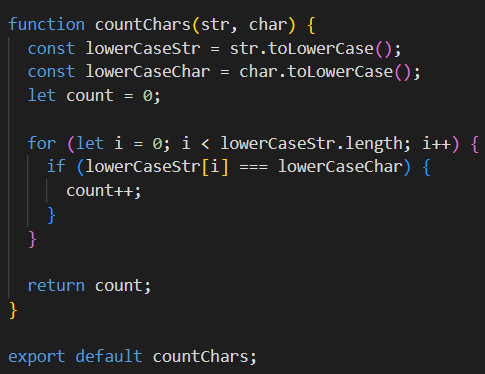 function countChars(str, char) {
  const lowerCaseStr = str.toLowerCase();
  const lowerCaseChar = char.toLowerCase();
  let count = 0;

  for (let i = 0; i < lowerCaseStr.length; i++) {
    if (lowerCaseStr[i] === lowerCaseChar) {
      count++;
    }
  }

  return count;
}

export default countChars;